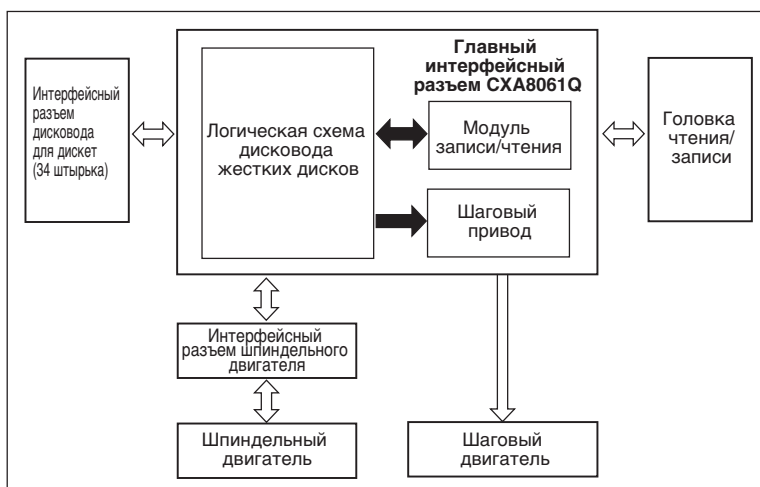 Главный
интерфейсный
разъем CXA8061Q
Интерфейсный
разъем
дисковода
для дискет
(34 штырька)
Логическая схема
дисковода
жестких дисков
Модуль
записи/чтения
Шаговый
привод
Головка
чтения/
записи
Интерфейсный
разъем шпиндельного
двигателя
Шпиндельный
двигатель
Шаговый
двигатель